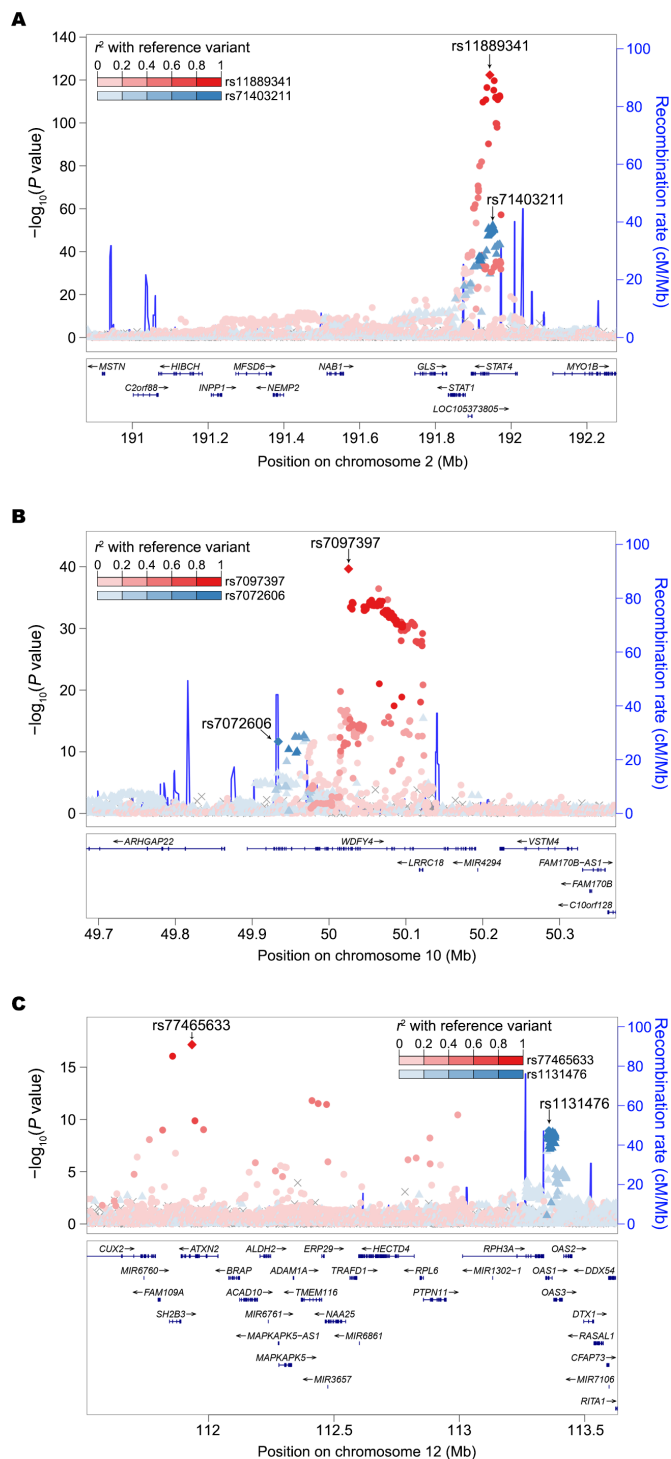 A
r² with reference variant
0 0.2 0.4 0.6 0.8 1
rs11889341
rs71403211
rs11889341
rs71403211
−log₁₀(P value)
0 20 40 60 80 100 120 140
Recombination rate (cM/Mb)
0 20 40 60 80 100
←MSTN ←HIBCH MFSD6→ NAB1→ GLS→ ←STAT4 MYO1B→
C2orf88→ INPP1→ ←NEMP2 ←STAT1
LOC105373805→
191 191.2 191.4 191.6 191.8 192 192.2
Position on chromosome 2 (Mb)
B
r² with reference variant
0 0.2 0.4 0.6 0.8 1
rs7097397
rs7072606
rs7097397
rs7072606
−log₁₀(P value)
0 10 20 30 40
Recombination rate (cM/Mb)
0 20 40 60 80 100
←ARHGAP22 WDFY4→ ←VSTM4
←LRRC18 ←MIR4294 FAM170B−AS1→
←FAM170B
←C10orf128
49.7 49.8 49.9 50 50.1 50.2 50.3
Position on chromosome 10 (Mb)
C
r² with reference variant
0 0.2 0.4 0.6 0.8 1
rs77465633
rs1131476
rs77465633
rs1131476
−log₁₀(P value)
0 5 10 15
Recombination rate (cM/Mb)
0 20 40 60 80 100
CUX2→ ←ATXN2 ALDH2→ ERP29→ ←HECTD4 RPH3A→ OAS2→
MIR6760→ ←BRAP ADAM1A→ TRAFD1→ ←RPL6 ←MIR1302−1 OAS1→ ←DDX54
←FAM109A ACAD10→ ←TMEM116 PTPN11→ OAS3→
SH2B3→ MIR6761→ ←NAA25 DTX1→
←MAPKAPK5−AS1 ←MIR6861 ←RASAL1
MAPKAPK5→ CFAP73→
←MIR3657 ←MIR7106
RITA1→
112 112.5 113 113.5
Position on chromosome 12 (Mb)